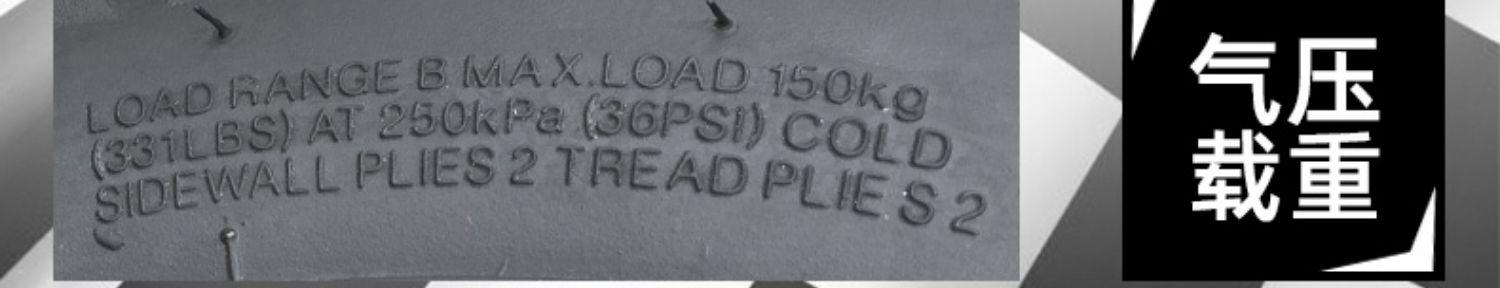 LOAD RANGE B MAX.LOAD 150kg
(331LBS) AT 250kPa (36PSI) COLD
SIDEWALL PLIES 2 TREAD PLIES 2
气压
载重